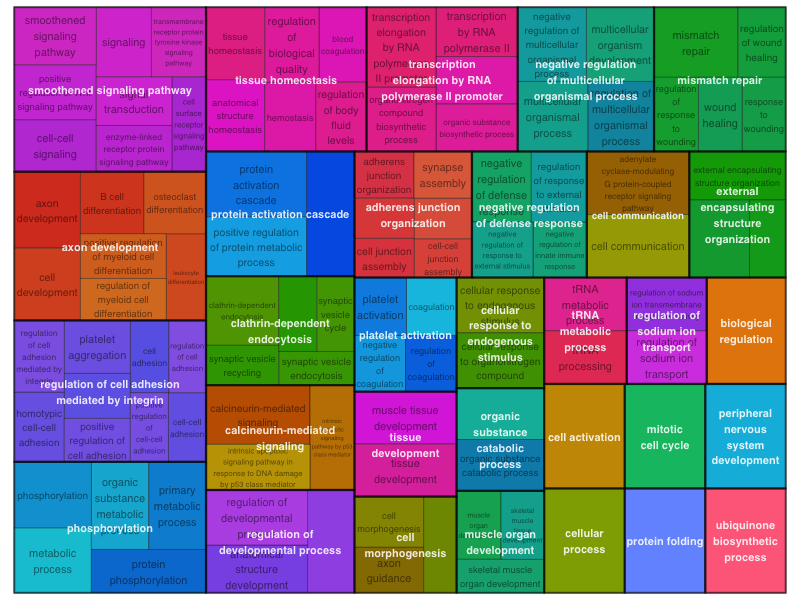 smoothened
signaling
pathway
signaling
transmembrane
receptor protein
tyrosine kinase
signaling
pathway
positive
signaling pathway
transduction
cell
surface
receptor
signaling
pathway
cell-cell
signaling
enzyme-linked
receptor protein
signaling pathway
smoothened signaling pathway
tissue
homeostasis
regulation
of
biological
quality
blood
coagulation
anatomical
structure
homeostasis
hemostasis
regulation
of body
fluid
levels
tissue homeostasis
transcription
elongation
by RNA
polymerase
II promoter
transcription
by RNA
polymerase II
compound
biosynthetic
process
organic substance
biosynthetic process
transcription
elongation by RNA
polymerase II promoter
negative
regulation of
multicellular
organismal
process
multicellular
organism
development
multicellular
organismal
process
regulation of
multicellular
organismal
process
negative regulation
of multicellular
organismal process
mismatch
repair
regulation
of wound
healing
regulation
of
response
to
wounding
wound
healing
response
to
wounding
mismatch repair
axon
development
B cell
differentiation
osteoclast
differentiation
cell
development
positive regulation
of myeloid cell
differentiation
regulation of
myeloid cell
differentiation
leukocyte
differentiation
axon development
protein
activation
cascade
positive regulation
of protein metabolic
process
protein activation cascade
adherens
junction
organization
synapse
assembly
cell junction
assembly
cell-cell
junction
assembly
adherens junction
organization
negative
regulation
of defense
response
regulation
of response
to external
stimulus
negative
regulation of
response to
external stimulus
negative
regulation of
innate immune
response
negative regulation
of defense response
adenylate
cyclase-modulating
G protein-coupled
receptor signaling
pathway
cell communication
cell communication
external encapsulating
structure organization
external
encapsulating
structure
organization
regulation
of cell
adhesion
mediated by
integrin
platelet
aggregation
cell
adhesion
regulation
of cell
adhesion
homotypic
cell-cell
adhesion
positive
regulation of
cell adhesion
positive
regulation
of
cell-cell
adhesion
cell-cell
adhesion
regulation of cell adhesion
mediated by integrin
clathrin-dependent
endocytosis
synaptic
vesicle
cycle
synaptic vesicle
recycling
synaptic vesicle
endocytosis
clathrin-dependent
endocytosis
platelet
activation
coagulation
negative
regulation
of
coagulation
regulation
of
coagulation
platelet activation
cellular response
to endogenous
stimulus
cellular response
to organonitrogen
compound
cellular
response to
endogenous
stimulus
tRNA
metabolic
process
tRNA
processing
tRNA
metabolic
process
regulation of sodium
ion transmembrane
regulation of
sodium ion
transport
regulation of
sodium ion
transport
biological
regulation
calcineurin-mediated
signaling
intrinsic apoptotic
signaling pathway in
response to DNA damage
by p53 class mediator
intrinsic
apoptotic
signaling
pathway by p53
class mediator
calcineurin-mediated
signaling
muscle tissue
development
tissue
development
tissue
development
organic substance
catabolic process
organic
substance
catabolic
process
cell activation
mitotic
cell cycle
peripheral
nervous
system
development
phosphorylation
organic
substance
metabolic
process
primary
metabolic
process
metabolic
process
protein
phosphorylation
phosphorylation
regulation of
developmental
process
anatomical
structure
development
regulation of
developmental process
cell
morphogenesis
axon
guidance
cell
morphogenesis
muscle
organ
development
skeletal
muscle
tissue
development
skeletal muscle
organ development
muscle organ
development
cellular
process
protein folding
ubiquinone
biosynthetic
process